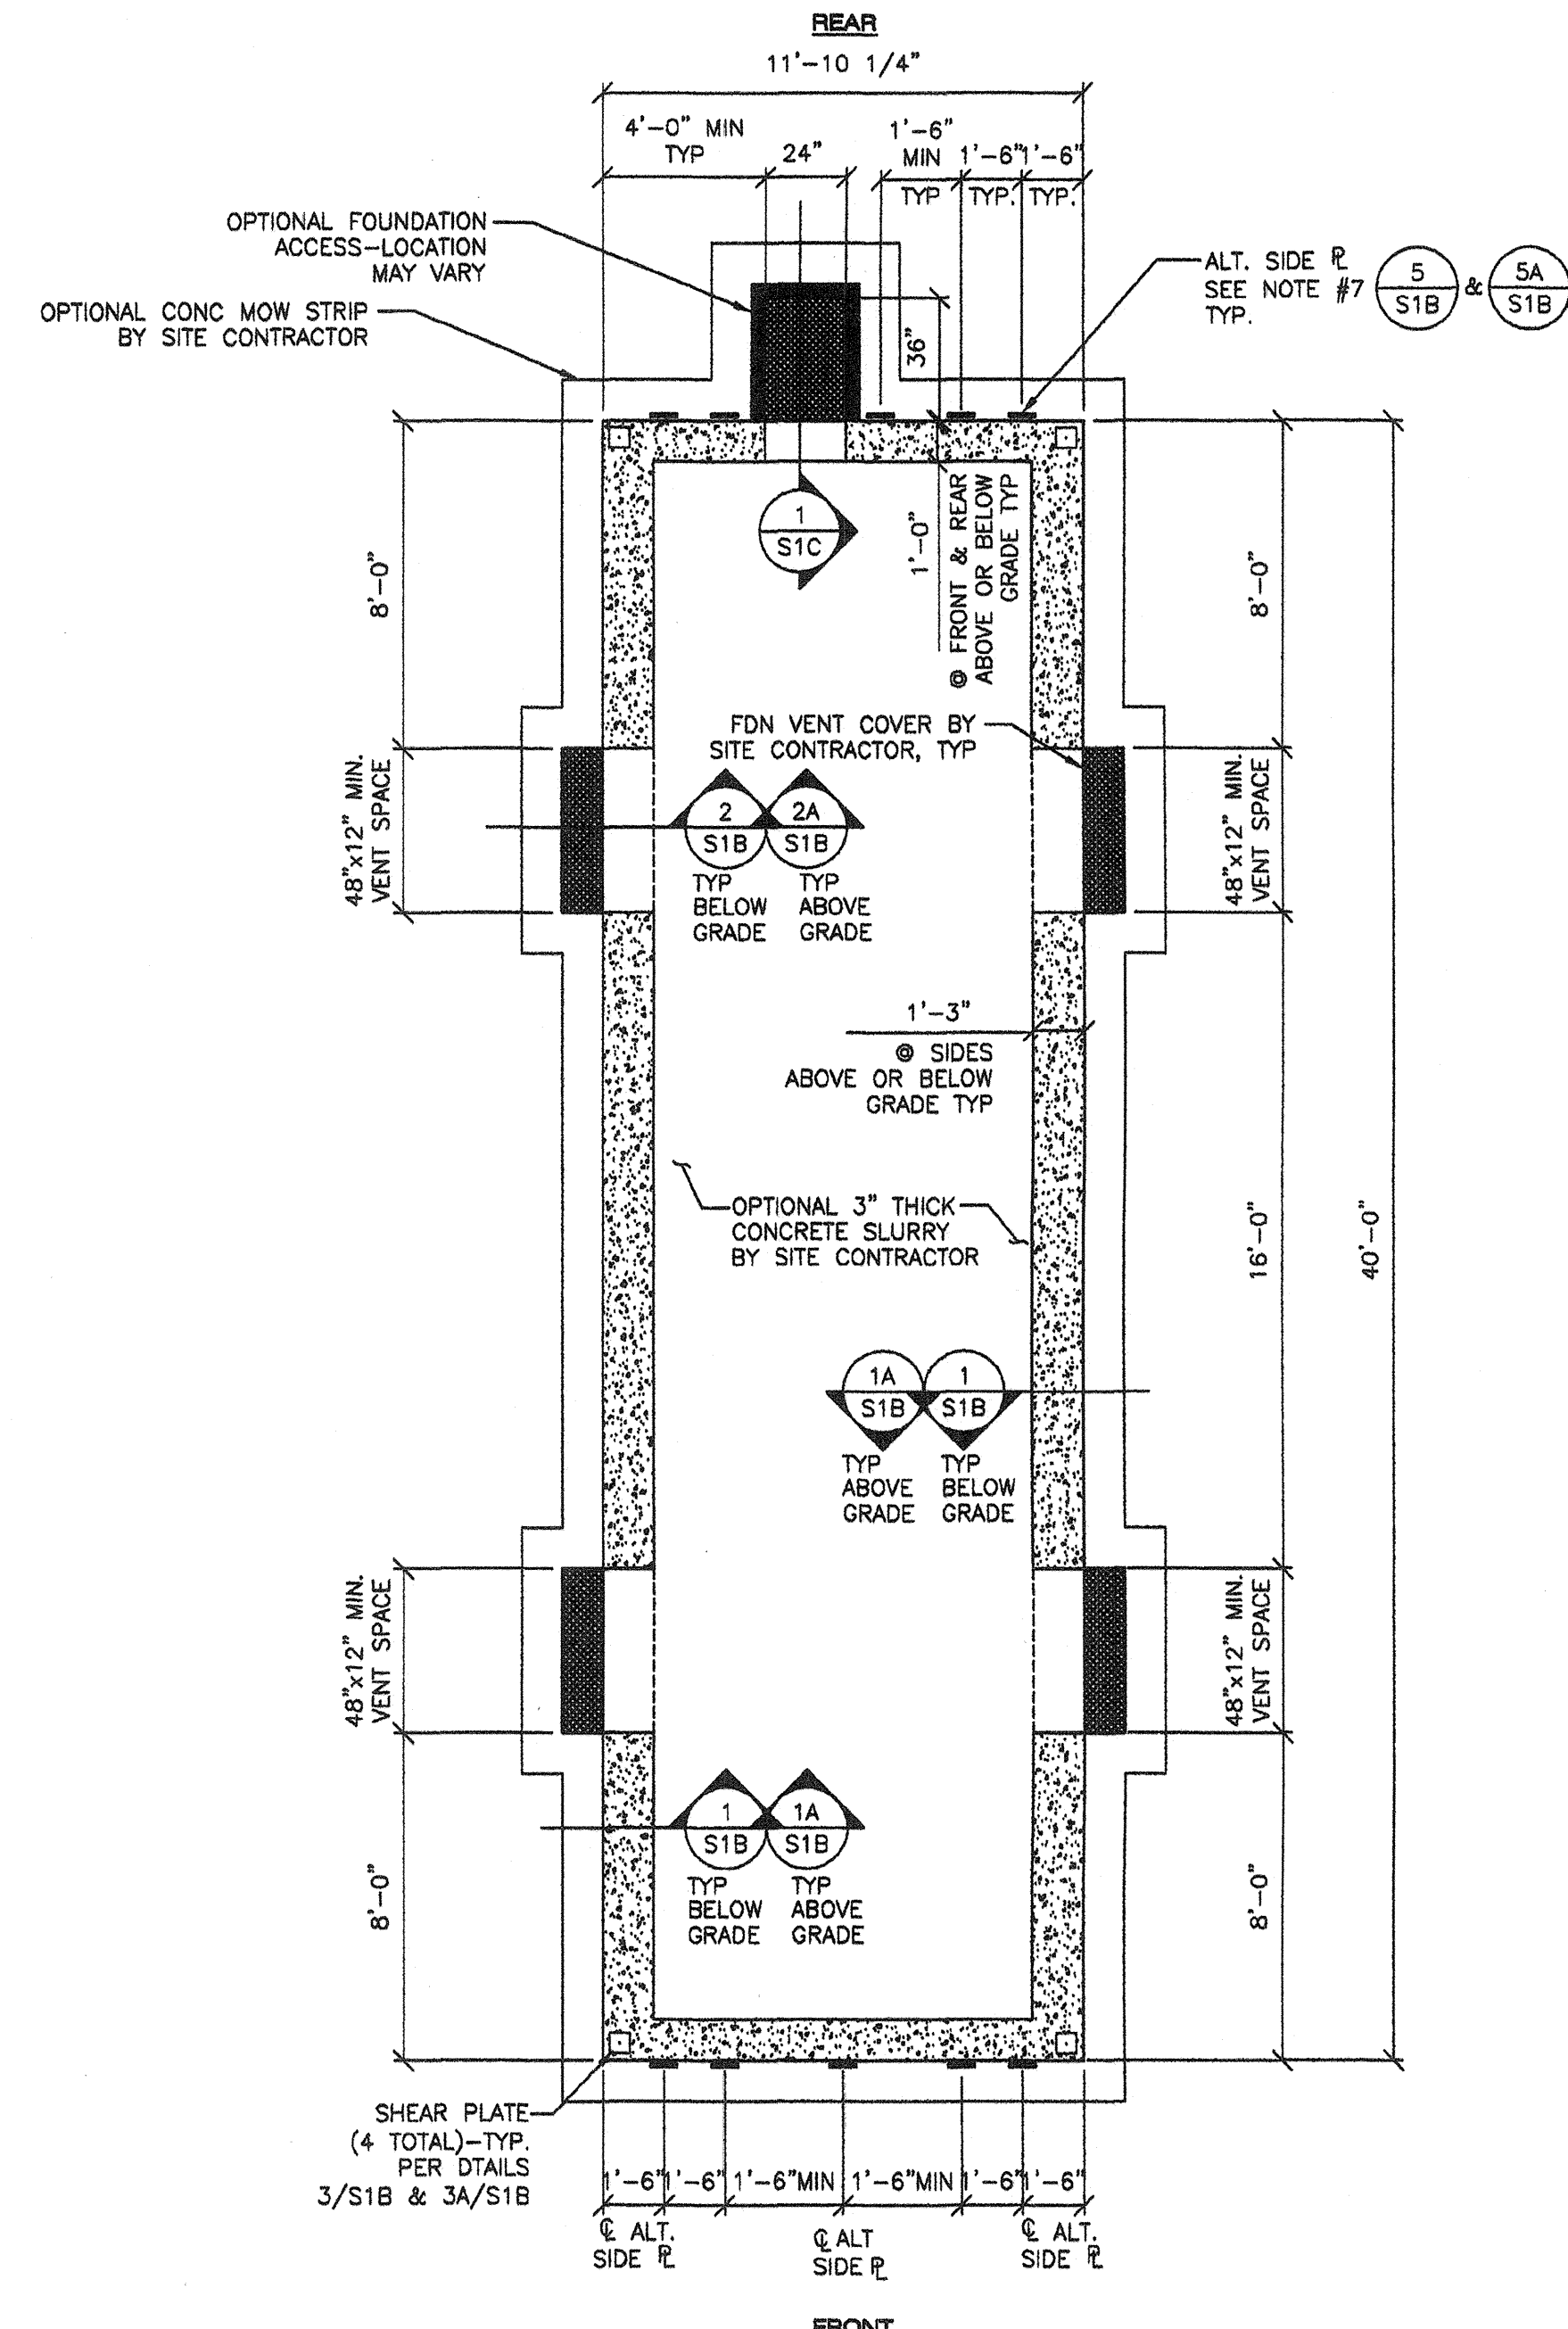 REAR
11'-10 1/4"
4'-0" MIN
TYP
24"
1'-6"
MIN
TYP
1'-6"
TYP.
1'-6"
TYP.
OPTIONAL FOUNDATION
ACCESS-LOCATION
MAY VARY
OPTIONAL CONC MOW STRIP
BY SITE CONTRACTOR
ALT. SIDE PL
SEE NOTE #7
TYP.
5
S1B
&
5A
S1B
36"
1
S1C
1'-0"
@ FRONT & REAR
ABOVE OR BELOW
GRADE TYP
8'-0"
8'-0"
FDN VENT COVER BY
SITE CONTRACTOR, TYP
48"x12" MIN.
VENT SPACE
2
S1B
TYP
BELOW
GRADE
2A
S1B
TYP
ABOVE
GRADE
48"x12" MIN.
VENT SPACE
1'-3"
@ SIDES
ABOVE OR BELOW
GRADE TYP
OPTIONAL 3" THICK
CONCRETE SLURRY
BY SITE CONTRACTOR
16'-0"
40'-0"
1A
S1B
TYP
ABOVE
GRADE
1
S1B
TYP
BELOW
GRADE
48"x12" MIN.
VENT SPACE
48"x12" MIN.
VENT SPACE
1
S1B
TYP
BELOW
GRADE
1A
S1B
TYP
ABOVE
GRADE
8'-0"
8'-0"
SHEAR PLATE
(4 TOTAL)-TYP.
PER DTAILS
3/S1B & 3A/S1B
1'-6"
1'-6"
1'-6"MIN
1'-6"MIN
1'-6"
1'-6"
CL ALT.
SIDE PL
CL ALT
SIDE PL
CL ALT.
SIDE PL
FRONT